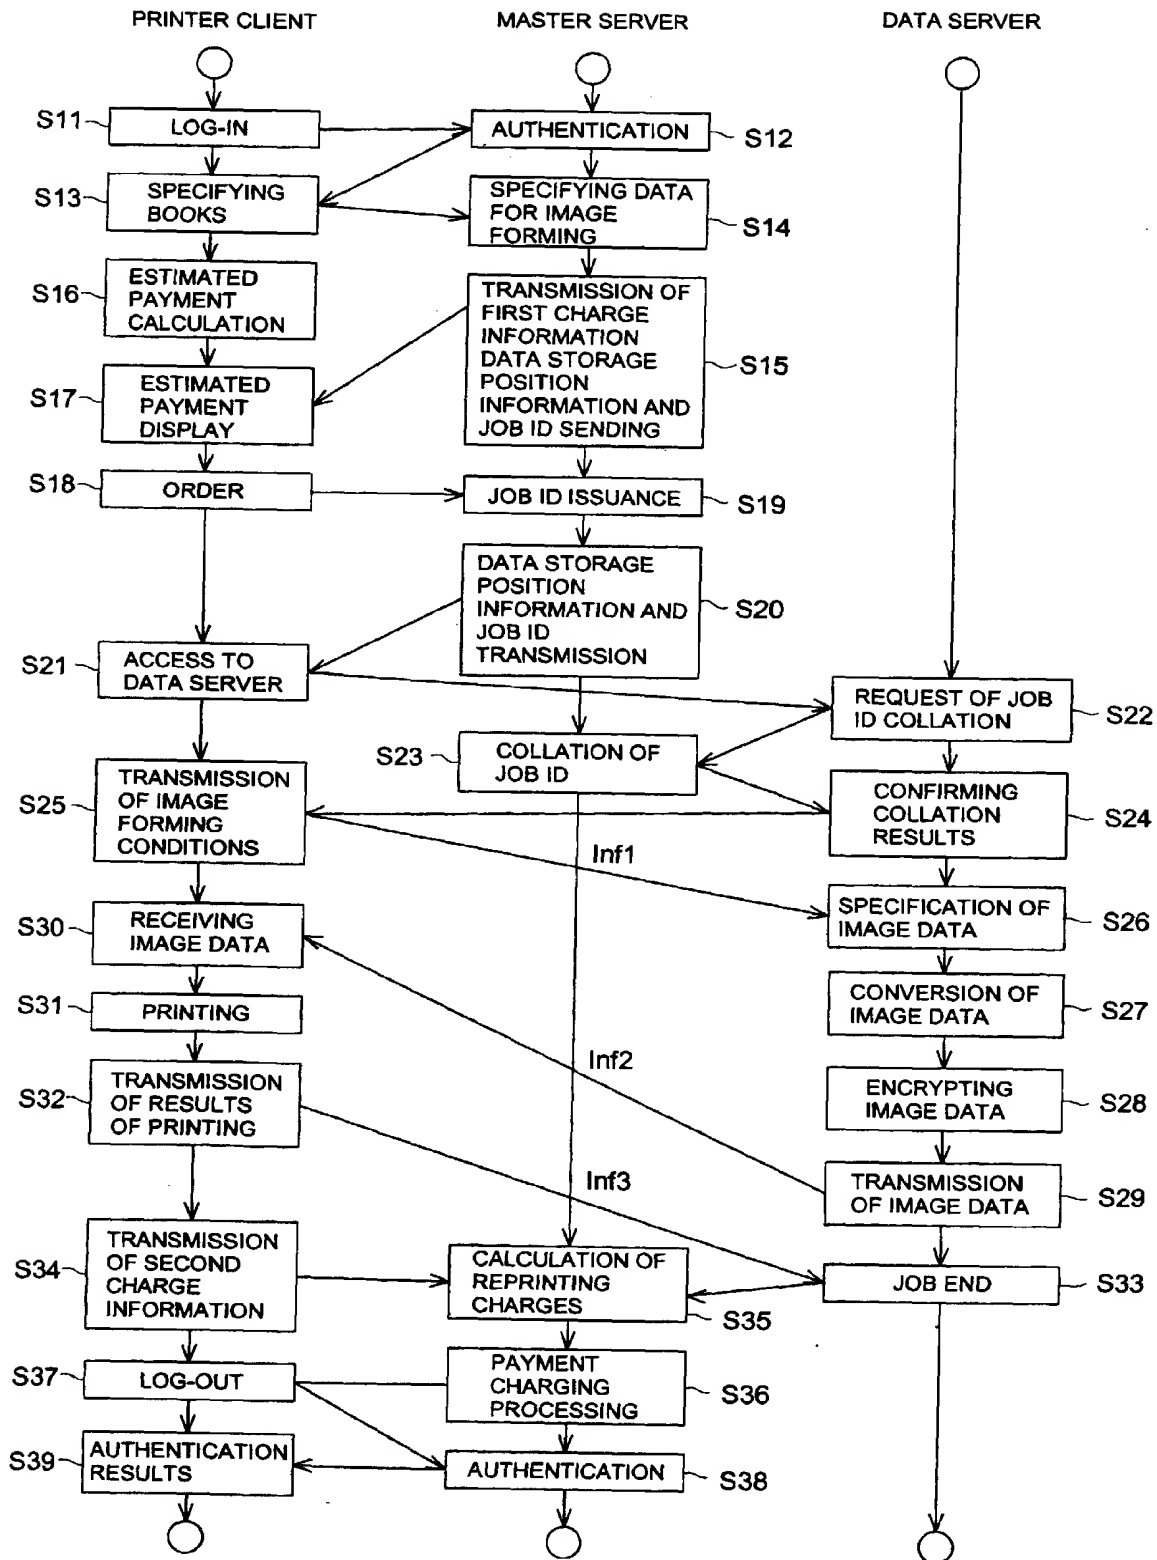 PRINTER CLIENT
MASTER SERVER
DATA SERVER
S11
LOG-IN
AUTHENTICATION
S12
S13
SPECIFYING
BOOKS
SPECIFYING DATA
FOR IMAGE
FORMING
S14
S16
ESTIMATED
PAYMENT
CALCULATION
TRANSMISSION OF
FIRST CHARGE
INFORMATION
DATA STORAGE
POSITION
INFORMATION AND
JOB ID SENDING
S15
S17
ESTIMATED
PAYMENT
DISPLAY
S18
ORDER
JOB ID ISSUANCE
S19
DATA STORAGE
POSITION
INFORMATION AND
JOB ID
TRANSMISSION
S20
S21
ACCESS TO
DATA SERVER
REQUEST OF JOB
ID COLLATION
S22
S23
COLLATION OF
JOB ID
S25
TRANSMISSION
OF IMAGE
FORMING
CONDITIONS
CONFIRMING
COLLATION
RESULTS
S24
Inf1
S30
RECEIVING
IMAGE DATA
SPECIFICATION OF
IMAGE DATA
S26
S31
PRINTING
CONVERSION OF
IMAGE DATA
S27
Inf2
S32
TRANSMISSION
OF RESULTS
OF PRINTING
ENCRYPTING
IMAGE DATA
S28
Inf3
TRANSMISSION
OF IMAGE DATA
S29
S34
TRANSMISSION
OF SECOND
CHARGE
INFORMATION
CALCULATION OF
REPRINTING
CHARGES
S35
JOB END
S33
S37
LOG-OUT
PAYMENT
CHARGING
PROCESSING
S36
S39
AUTHENTICATION
RESULTS
AUTHENTICATION
S38